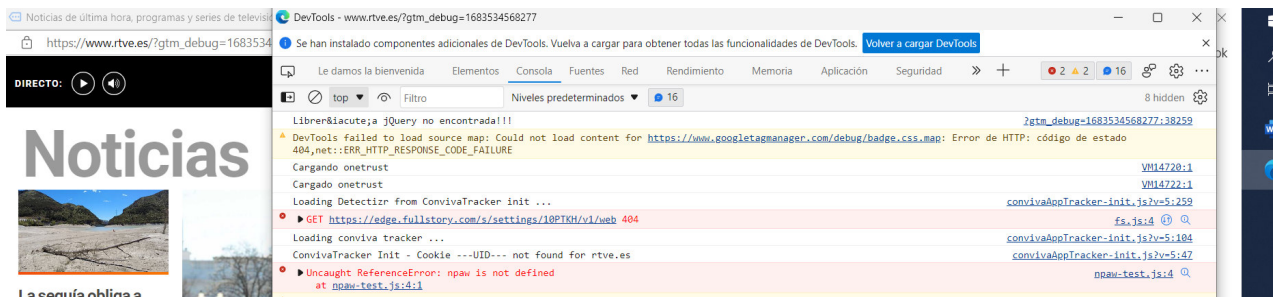 Noticias de última hora, programas y series de televisi
DevTools - www.rtve.es/?gtm_debug=1683534568277
https://www.rtve.es/?gtm_debug=1683534
Se han instalado componentes adicionales de DevTools. Vuelva a cargar para obtener todas las funcionalidades de DevTools. Volver a cargar DevTools
Le damos la bienvenida Elementos Consola Fuentes Red Rendimiento Memoria Aplicación Seguridad 2 2 16
DIRECTO:
top Filtro Niveles predeterminados 16 8 hidden
Librer&iacute;a jQuery no encontrada!!! ?gtm_debug=1683534568277:38259
DevTools failed to load source map: Could not load content for https://www.googletagmanager.com/debug/badge.css.map: Error de HTTP: código de estado
404,net::ERR_HTTP_RESPONSE_CODE_FAILURE
Noticias
Cargando onetrust VM14720:1
Cargado onetrust VM14722:1
Loading Detectizr from ConvivaTracker init ... convivaAppTracker-init.js?v=5:259
GET https://edge.fullstory.com/s/settings/10PTKH/v1/web 404 fs.js:4
Loading conviva tracker ... convivaAppTracker-init.js?v=5:104
ConvivaTracker Init - Cookie ---UID--- not found for rtve.es convivaAppTracker-init.js?v=5:47
Uncaught ReferenceError: npaw is not defined npaw-test.js:4
at npaw-test.js:4:1
La sequía obliga a